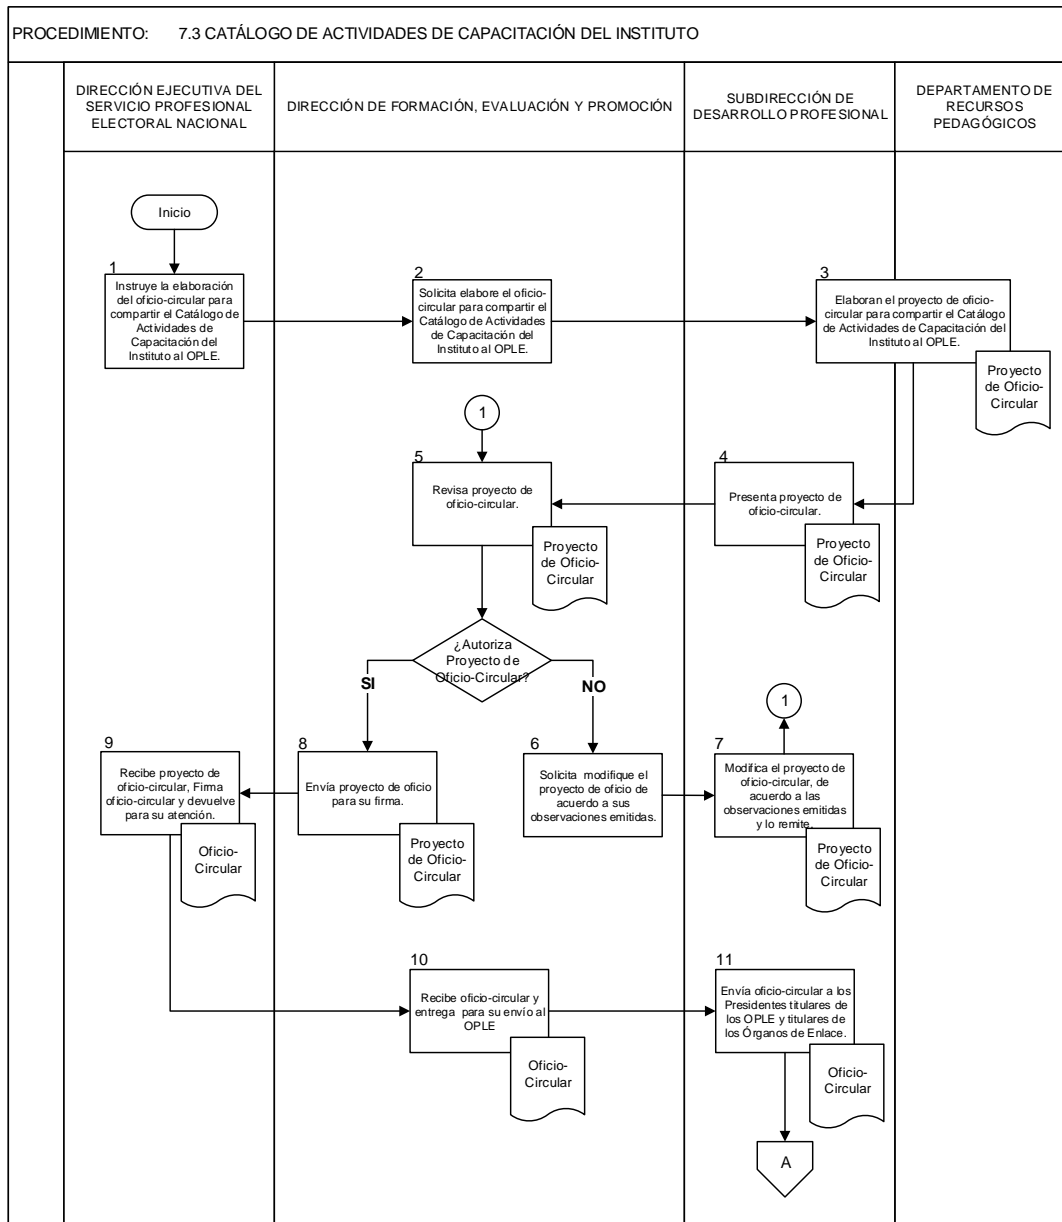 PROCEDIMIENTO: 7.3 CATÁLOGO DE ACTIVIDADES DE CAPACITACIÓN DEL INSTITUTO
DIRECCIÓN EJECUTIVA DEL
SERVICIO PROFESIONAL
ELECTORAL NACIONAL
DIRECCIÓN DE FORMACIÓN, EVALUACIÓN Y PROMOCIÓN
SUBDIRECCIÓN DE
DESARROLLO PROFESIONAL
DEPARTAMENTO DE
RECURSOS
PEDAGÓGICOS
Inicio
1
Instruye la elaboración
del oficio-circular para
compartir el Catálogo de
Actividades de
Capacitación del
Instituto al OPLE.
2
Solicita elabore el oficio-
circular para compartir el
Catálogo de Actividades
de Capacitación del
Instituto al OPLE.
3
Elaboran el proyecto de oficio-
circular para compartir el Catálogo
de Actividades de Capacitación del
Instituto al OPLE.
Proyecto
de Oficio-
Circular
1
5
Revisa proyecto de
oficio-circular.
Proyecto
de Oficio-
Circular
4
Presenta proyecto de
oficio-circular.
Proyecto
de Oficio-
Circular
¿Autoriza
Proyecto de
Oficio-Circular?
SI
NO
1
9
Recibe proyecto de
oficio-circular, Firma
oficio-circular y devuelve
para su atención.
Oficio-
Circular
8
Envía proyecto de oficio
para su firma.
Proyecto
de Oficio-
Circular
6
Solicita modifique el
proyecto de oficio de
acuerdo a sus
observaciones emitidas.
7
Modifica el proyecto de
oficio-circular, de
acuerdo a las
observaciones emitidas
y lo remite.
Proyecto
de Oficio-
Circular
10
Recibe oficio-circular y
entrega para su envío al
OPLE
Oficio-
Circular
11
Envía oficio-circular a los
Presidentes titulares de
los OPLE y titulares de
los Órganos de Enlace.
Oficio-
Circular
A